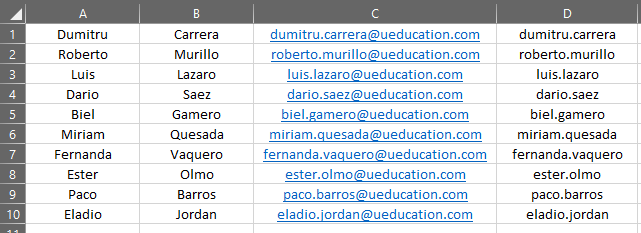 A B C D
1 Dumitru Carrera dumitru.carrera@ueducation.com dumitru.carrera
2 Roberto Murillo roberto.murillo@ueducation.com roberto.murillo
3 Luis Lazaro luis.lazaro@ueducation.com luis.lazaro
4 Dario Saez dario.saez@ueducation.com dario.saez
5 Biel Gamero biel.gamero@ueducation.com biel.gamero
6 Miriam Quesada miriam.quesada@ueducation.com miriam.quesada
7 Fernanda Vaquero fernanda.vaquero@ueducation.com fernanda.vaquero
8 Ester Olmo ester.olmo@ueducation.com ester.olmo
9 Paco Barros paco.barros@ueducation.com paco.barros
10 Eladio Jordan eladio.jordan@ueducation.com eladio.jordan